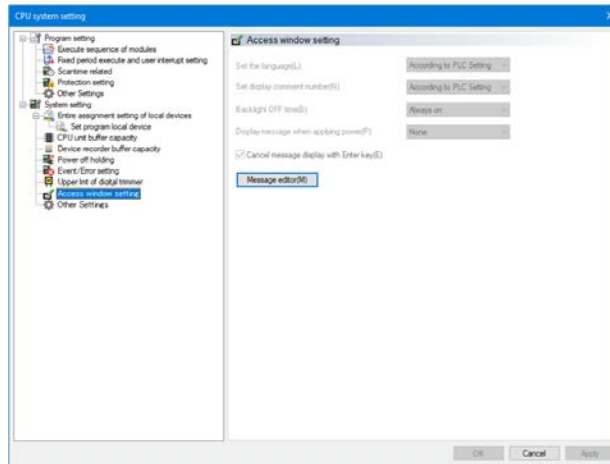 CPU system setting
Program setting
Execute sequence of modules
Fixed period execute and user interrupt setting
Scantime related
Protection setting
Other Settings
System setting
Entire assignment setting of local devices
Set program local device
CPU unit buffer capacity
Device recorder buffer capacity
Power off holding
Event/Error setting
Upper lmt of digital trimmer
Access window setting
Other Settings
Access window setting
Set the language(L) According to PLC Setting
Set display comment number(N) According to PLC Setting
Backlight OFF time(B) Always on
Display message when applying power(P) None
Cancel message display with Enter key(E)
Message editor(M)
OK Cancel Apply